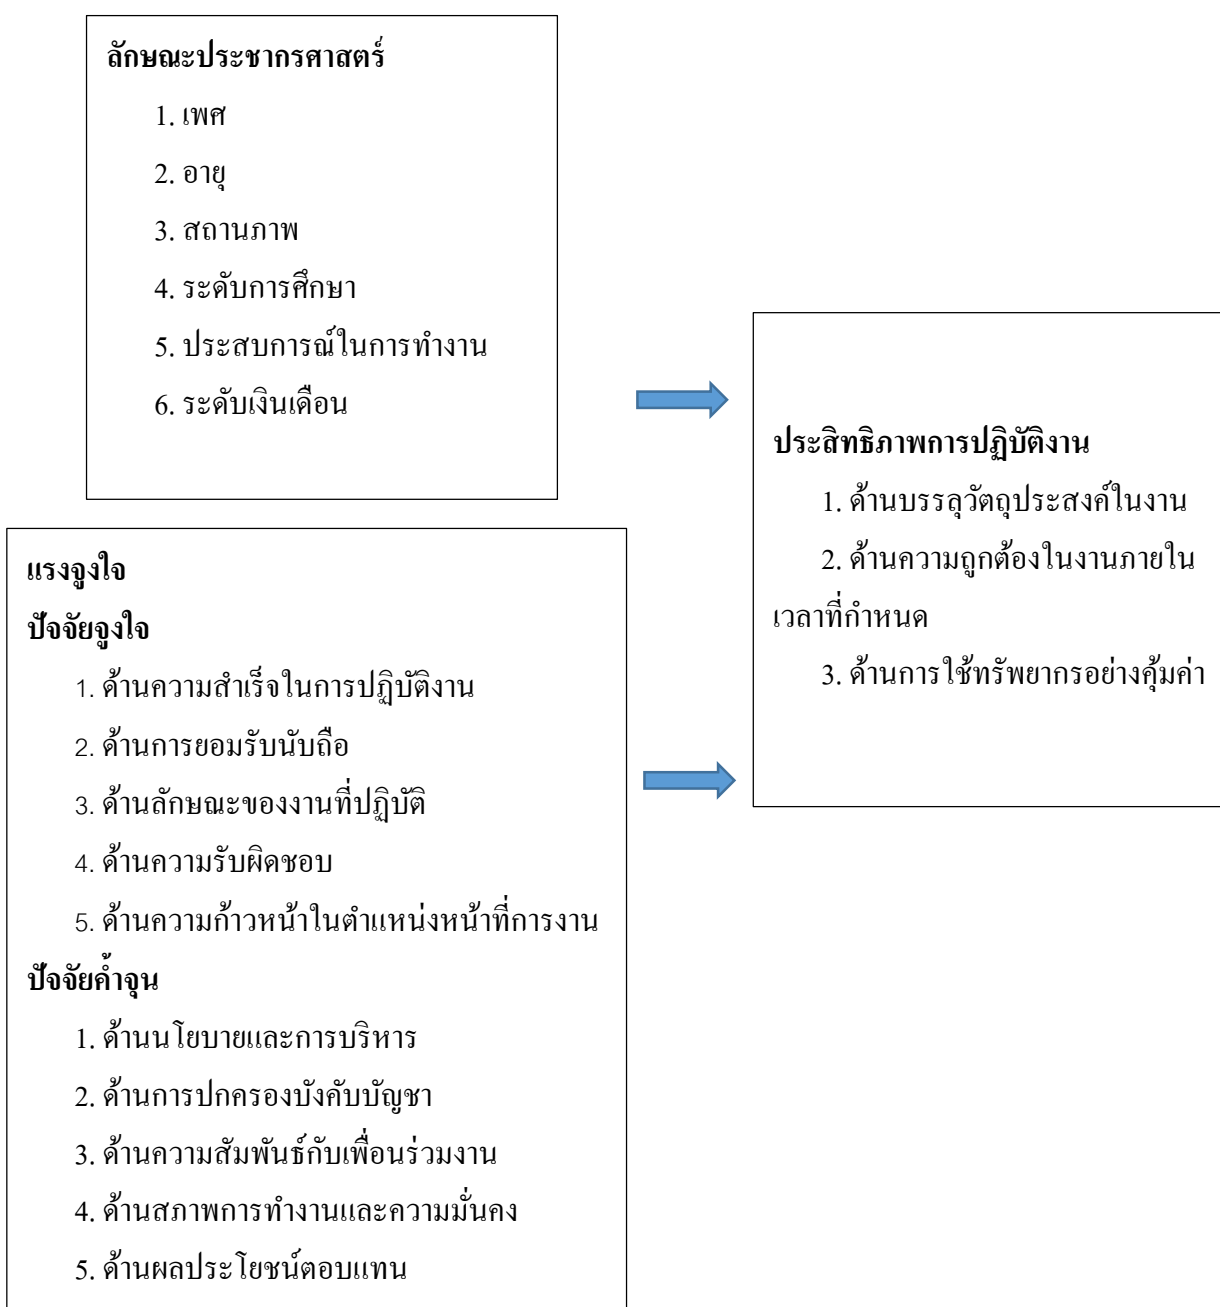 ลักษณะประชากรศาสตร์
1. เพศ
2. อายุ
3. สถานภาพ
4. ระดับการศึกษา
5. ประสบการณ์ในการทำงาน
6. ระดับเงินเดือน
แรงจูงใจ
ปัจจัยจูงใจ
1. ด้านความสำเร็จในการปฏิบัติงาน
2. ด้านการยอมรับนับถือ
3. ด้านลักษณะของงานที่ปฏิบัติ
4. ด้านความรับผิดชอบ
5. ด้านความก้าวหน้าในตำแหน่งหน้าที่การงาน
ปัจจัยค้ำจุน
1. ด้านนโยบายและการบริหาร
2. ด้านการปกครองบังคับบัญชา
3. ด้านความสัมพันธ์กับเพื่อนร่วมงาน
4. ด้านสภาพการทำงานและความมั่นคง
5. ด้านผลประโยชน์ตอบแทน
ประสิทธิภาพการปฏิบัติงาน
1. ด้านบรรลุวัตถุประสงค์ในงาน
2. ด้านความถูกต้องในงานภายใน
เวลาที่กำหนด
3. ด้านการใช้ทรัพยากรอย่างคุ้มค่า